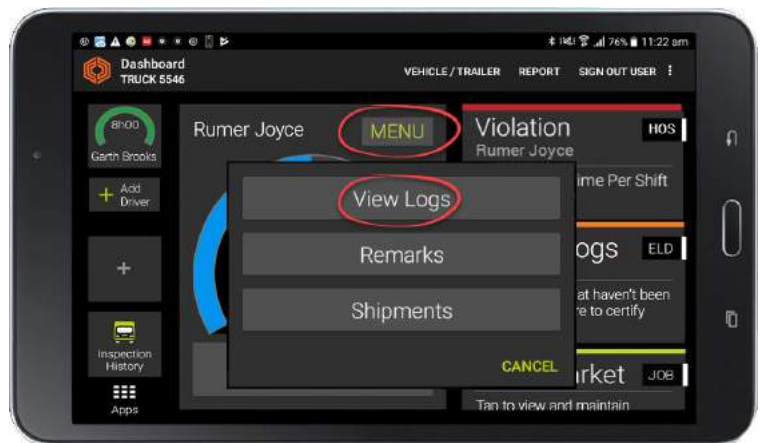 76% 11:22 am
Dashboard
TRUCK 5546
VEHICLE / TRAILER REPORT SIGN OUT USER
8h00
Garth Brooks
+ Add
Driver
+
Inspection
History
Apps
Rumer Joyce
MENU
View Logs
Remarks
Shipments
CANCEL
Violation HOS
Rumer Joyce
ime Per Shift
ogs ELD
at haven't been
re to certify
rket JOB
Tap to view and maintain